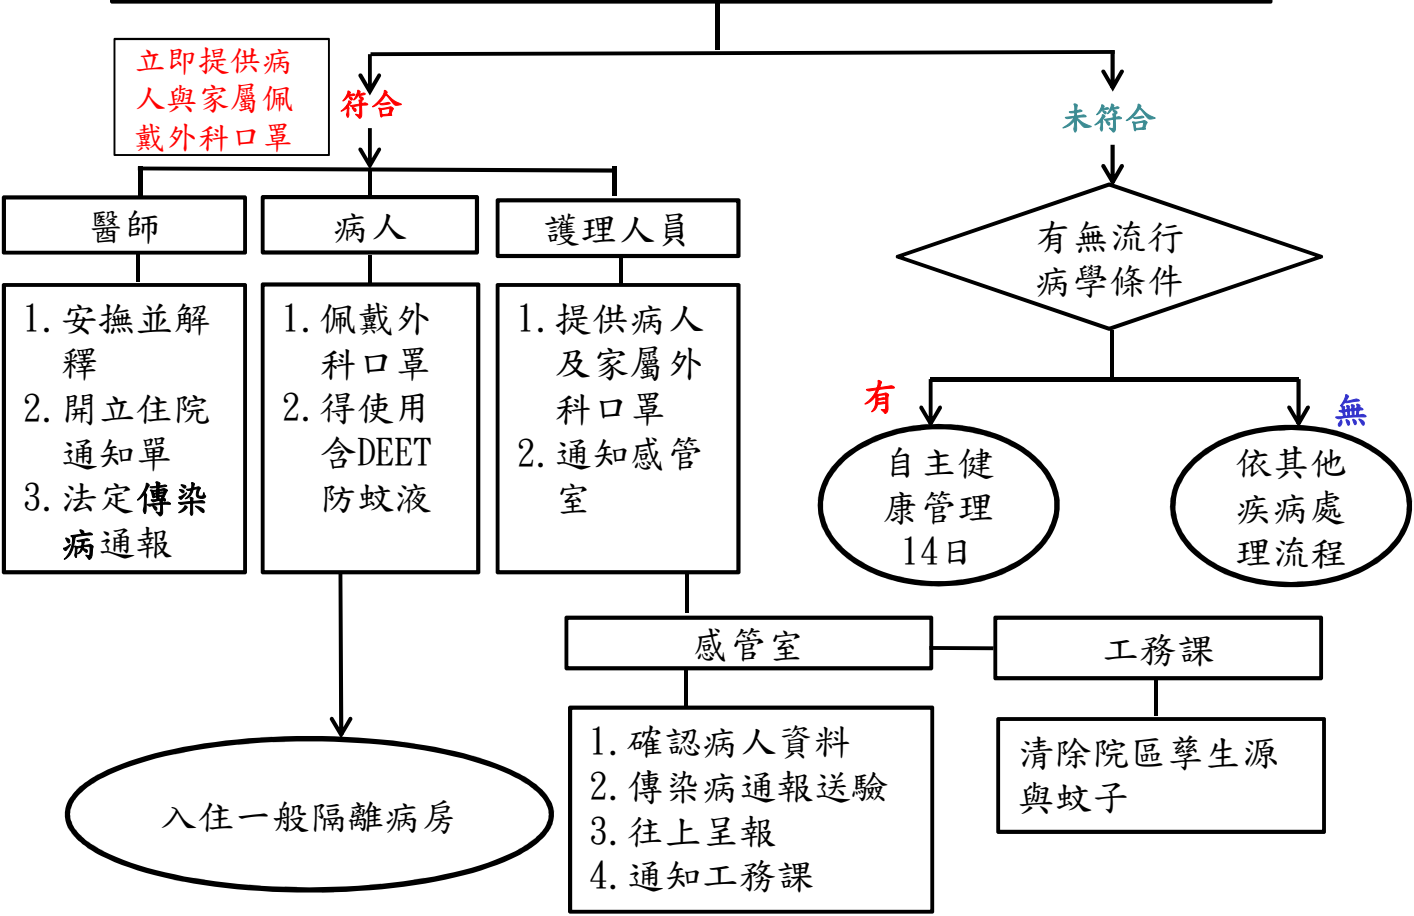 立即提供病
人與家屬佩
戴外科口罩
符合
未符合
醫師
病人
護理人員
有無流行
病學條件
1.安撫並解
釋
2.開立住院
通知單
3.法定傳染
病通報
1.佩戴外
科口罩
2.得使用
含DEET
防蚊液
1.提供病人
及家屬外
科口罩
2.通知感管
室
有
無
自主健
康管理
14日
依其他
疾病處
理流程
感管室
工務課
1.確認病人資料
2.傳染病通報送驗
3.往上呈報
4.通知工務課
清除院區孳生源
與蚊子
入住一般隔離病房